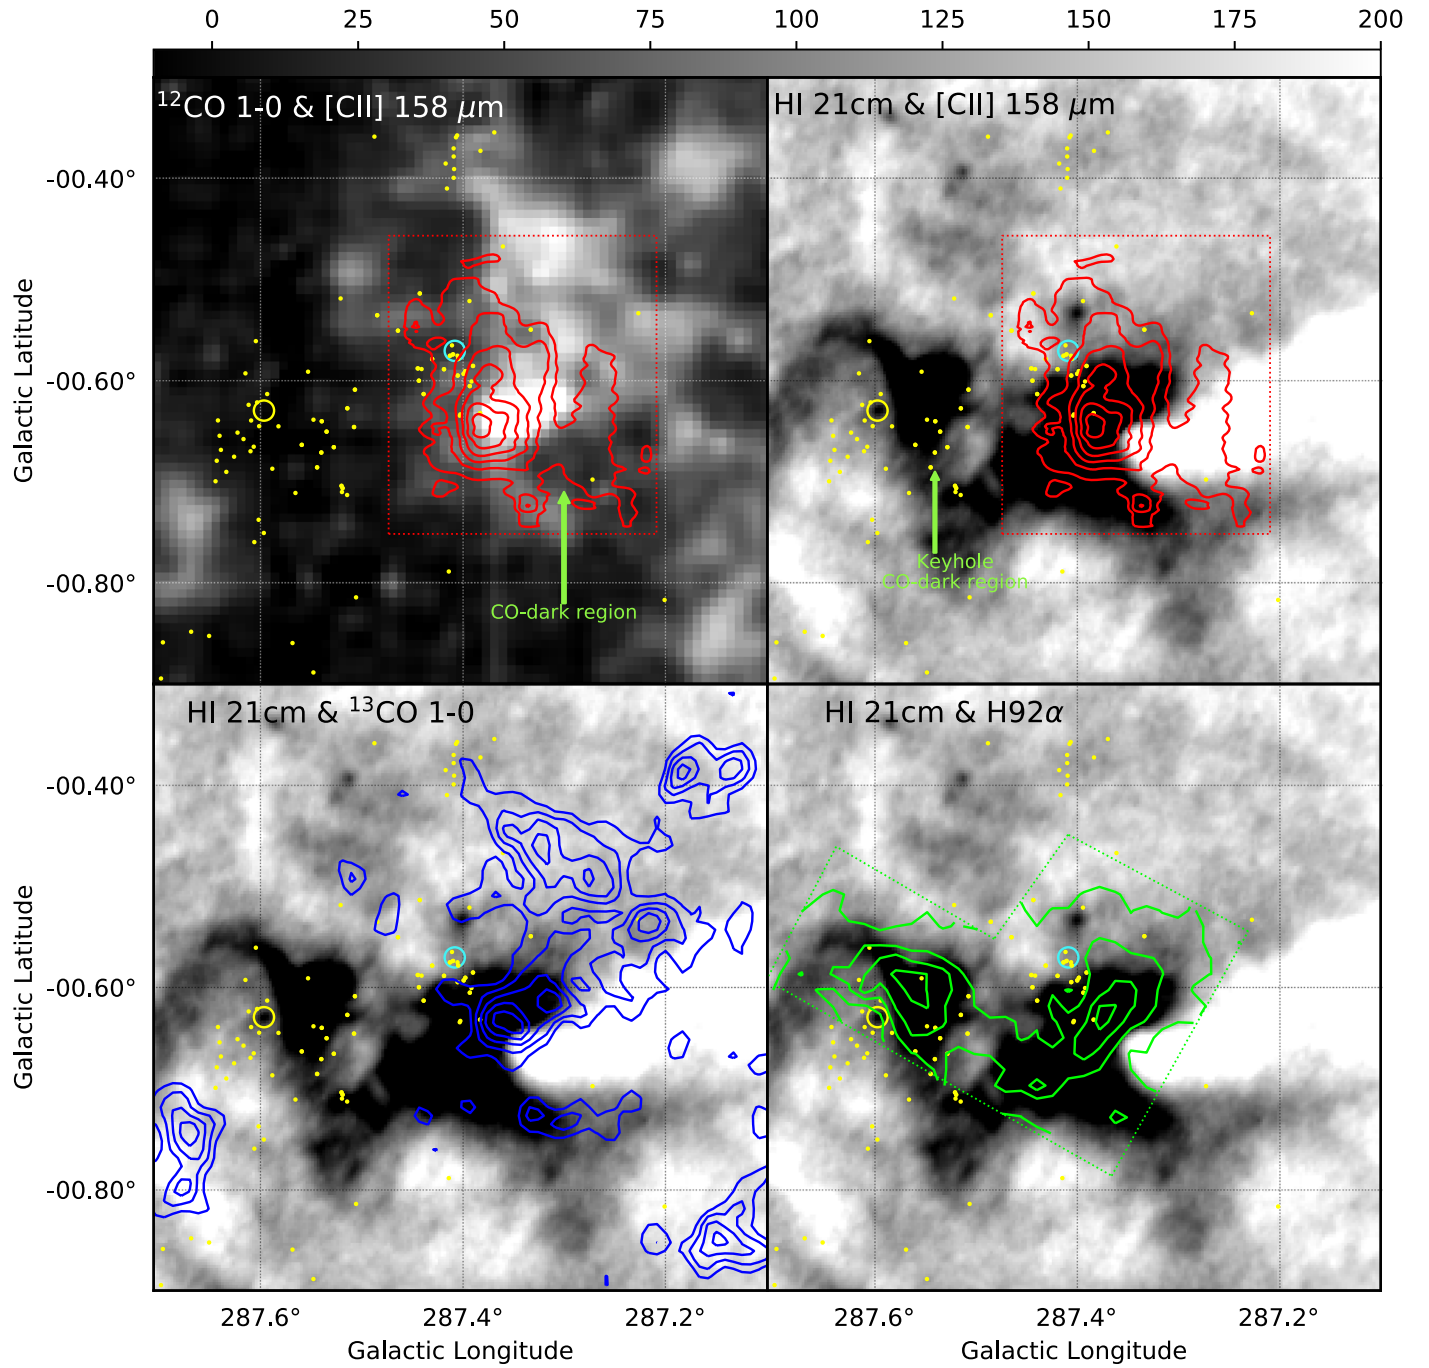 0 25 50 75 100 125 150 175 200
¹²CO 1-0 & [CII] 158 μm
HI 21cm & [CII] 158 μm
-00.40°
-00.60°
-00.80°
Galactic Latitude
CO-dark region
Keyhole
CO-dark region
HI 21cm & ¹³CO 1-0
HI 21cm & H92α
-00.40°
-00.60°
-00.80°
Galactic Latitude
287.6° 287.4° 287.2° 287.6° 287.4° 287.2°
Galactic Longitude Galactic Longitude